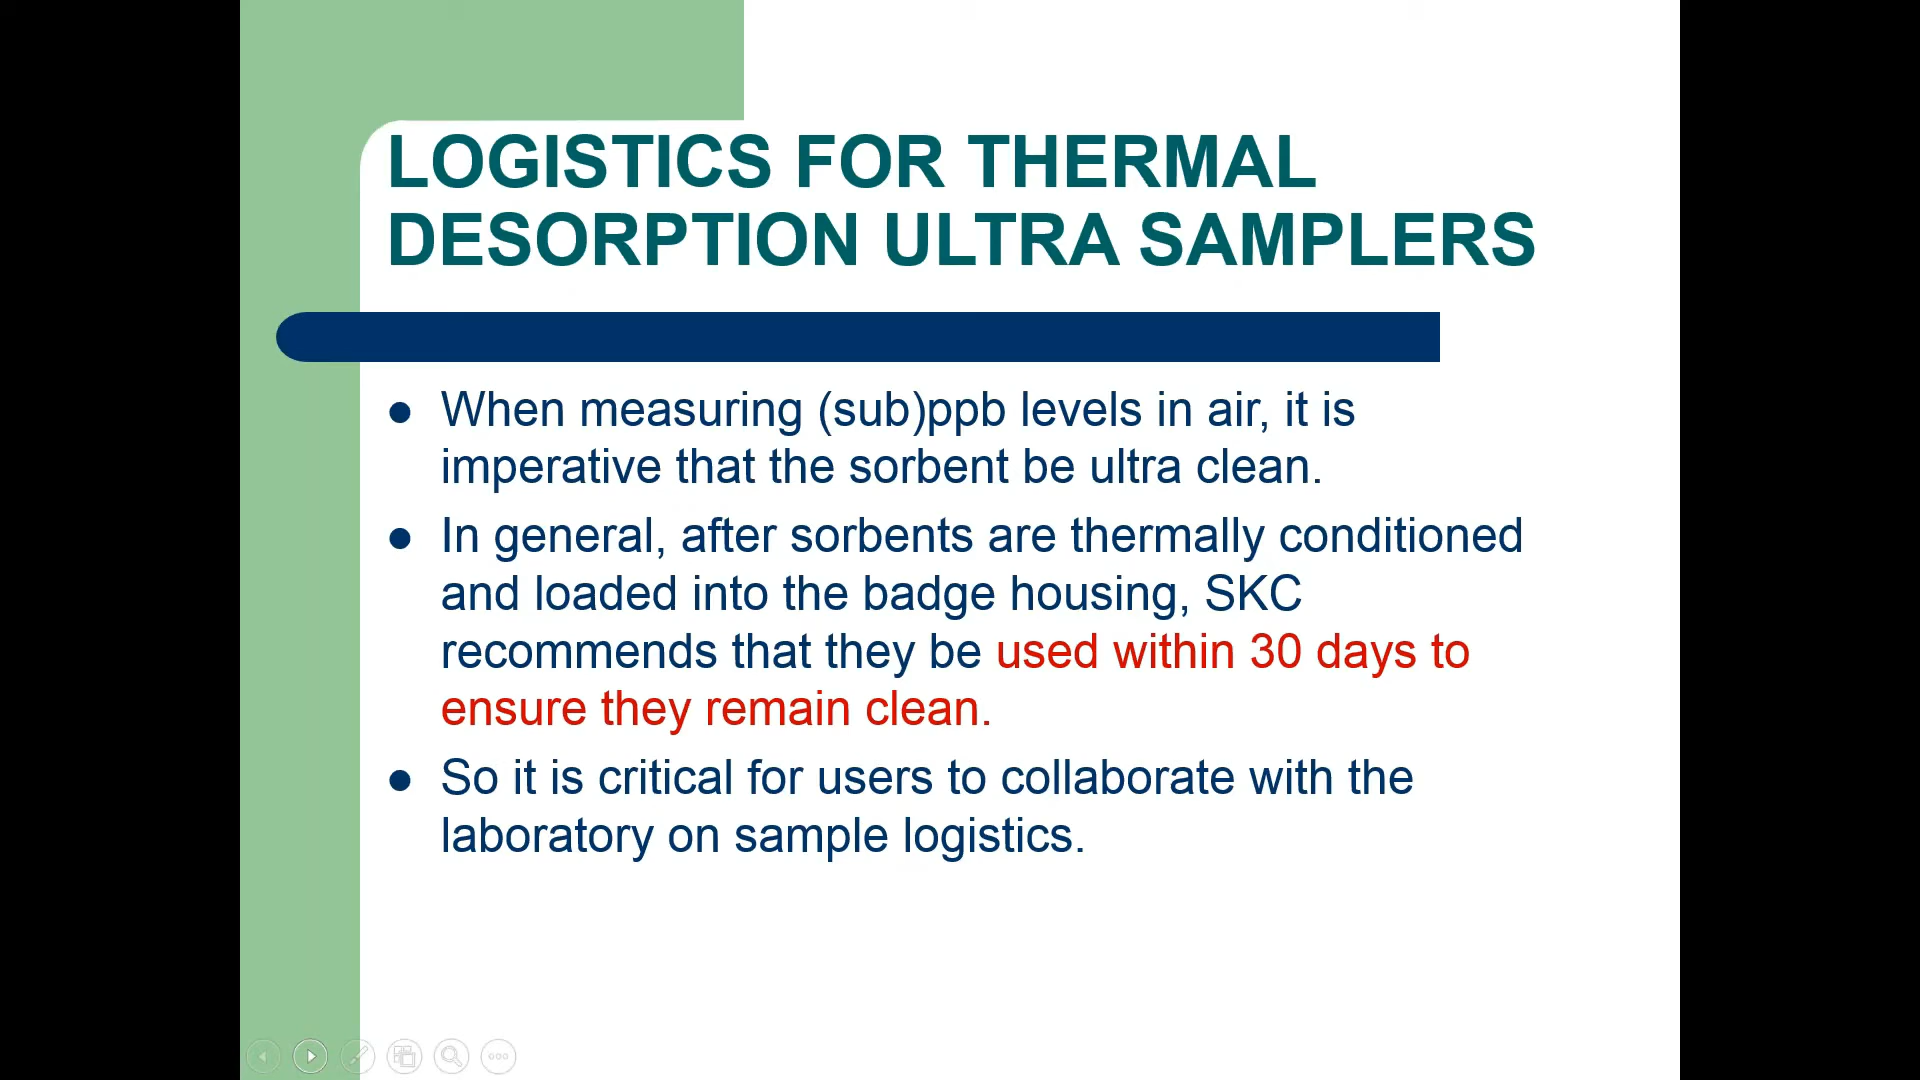 LOGISTICS FOR THERMAL
DESORPTION ULTRA SAMPLERS
When measuring (sub)ppb levels in air, it is
imperative that the sorbent be ultra clean.
In general, after sorbents are thermally conditioned
and loaded into the badge housing, SKC
recommends that they be used within 30 days to
ensure they remain clean.
So it is critical for users to collaborate with the
laboratory on sample logistics.